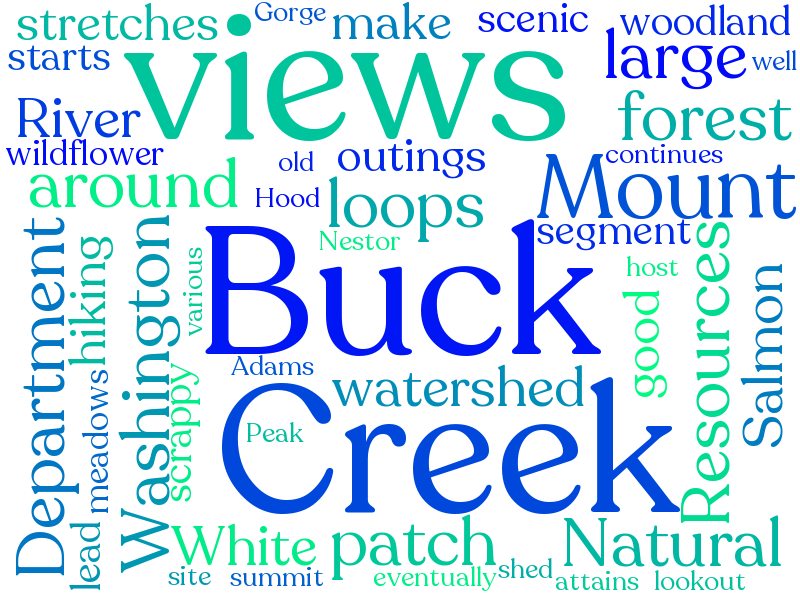 stretches
Gorge
make
scenic
woodland
starts
views
large
well
River
forest
wildflower
old
outings
continues
around
Hood
loops
Mount
segment
Nestor
Buck
host
Department
hiking
Washington
various
good
Resources
Salmon
meadows
scrappy
Adams
watershed
Peak
Creek
lead
White
patch
Natural
site
summit
eventually
shed
attains
lookout